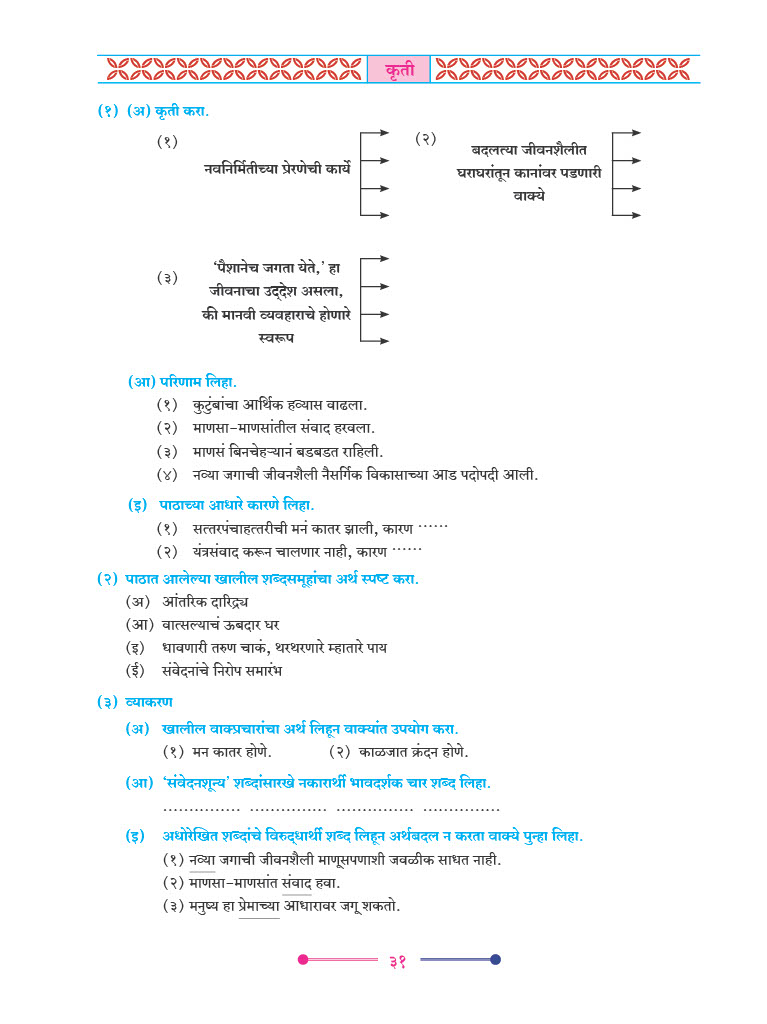 कृती
(१) (अ) कृती करा.
(१)
नवनिर्मितीच्या प्रेरणेची कार्ये
(२)
बदलत्या जीवनशैलीत
घराघरांतून कानांवर पडणारी
वाक्ये
(३)
‘पैशानेच जगता येते,’ हा
जीवनाचा उद्‌देश असला,
की मानवी व्यवहाराचे होणारे
स्वरूप
(आ) परिणाम लिहा.
(१) कुटुंबांचा आर्थिक हव्यास वाढला.
(२) माणसा-माणसांतील संवाद हरवला.
(३) माणसं बिनचेहऱ्यानं बडबडत राहिली.
(४) नव्या जगाची जीवनशैली नैसर्गिक विकासाच्या आड पदोपदी आली.
(इ) पाठाच्या आधारे कारणे लिहा.
(१) सत्तरपंचाहत्तरीची मनं कातर झाली, कारण ······
(२) यंत्रसंवाद करून चालणार नाही, कारण ······
(२) पाठात आलेल्या खालील शब्दसमूहांचा अर्थ स्पष्ट करा.
(अ) आंतरिक दारिद्र्य
(आ) वात्सल्याचं ऊबदार घर
(इ) धावणारी तरुण चाकं, थरथरणारे म्हातारे पाय
(ई) संवेदनांचे निरोप समारंभ
(३) व्याकरण
(अ) खालील वाक्प्रचारांचा अर्थ लिहून वाक्यांत उपयोग करा.
(१) मन कातर होणे. (२) काळजात क्रंदन होणे.
(आ) ‘संवेदनशून्य’ शब्दांसारखे नकारार्थी भावदर्शक चार शब्द लिहा.
............... ............... ............... ...............
(इ) अधोरेखित शब्दांचे विरुद्धार्थी शब्द लिहून अर्थबदल न करता वाक्ये पुन्हा लिहा.
(१) नव्या जगाची जीवनशैली माणूसपणाशी जवळीक साधत नाही.
(२) माणसा-माणसांत संवाद हवा.
(३) मनुष्य हा प्रेमाच्या आधारावर जगू शकतो.
३१